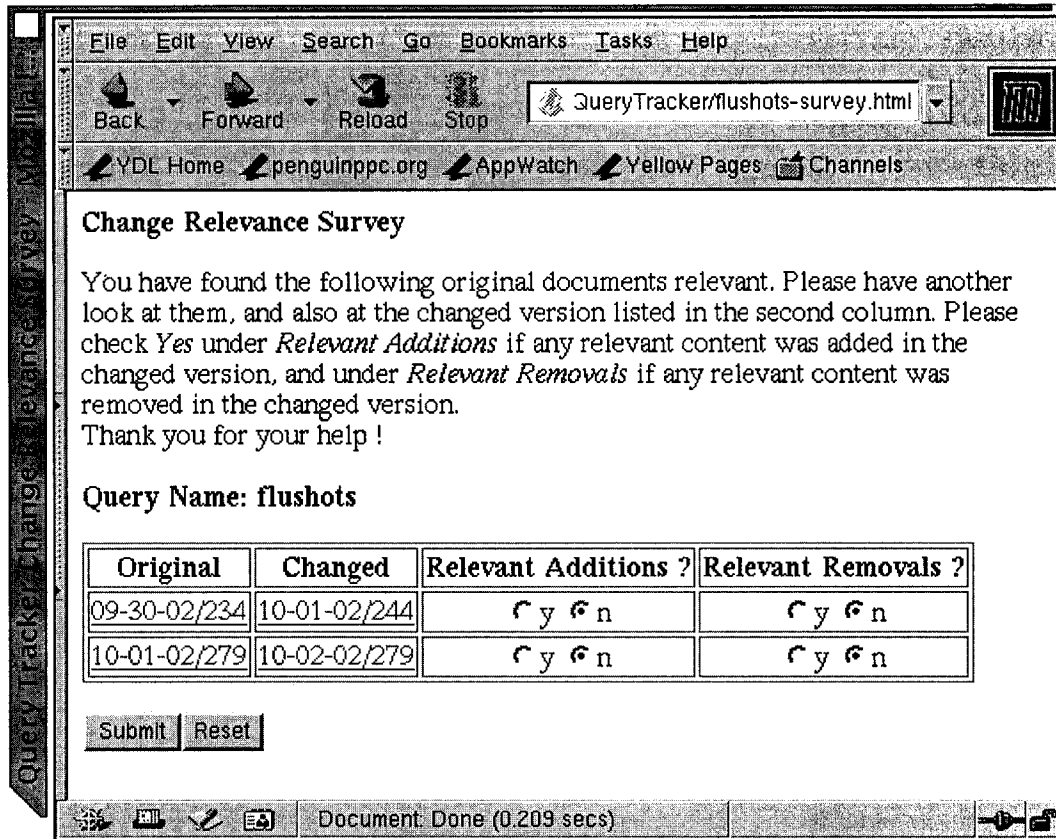 Query Tracker Change Relevance Survey - Mozilla
File Edit View Search Go Bookmarks Tasks Help
Back Forward Reload Stop
QueryTracker/flushots-survey.html
YDL Home penguinppc.org AppWatch Yellow Pages Channels
Change Relevance Survey
You have found the following original documents relevant. Please have another
look at them, and also at the changed version listed in the second column. Please
check Yes under Relevant Additions if any relevant content was added in the
changed version, and under Relevant Removals if any relevant content was
removed in the changed version.
Thank you for your help !
Query Name: flushots
Original Changed Relevant Additions ? Relevant Removals ?
09-30-02/234 10-01-02/244 y n y n
10-01-02/279 10-02-02/279 y n y n
Submit Reset
Document: Done (0.209 secs)